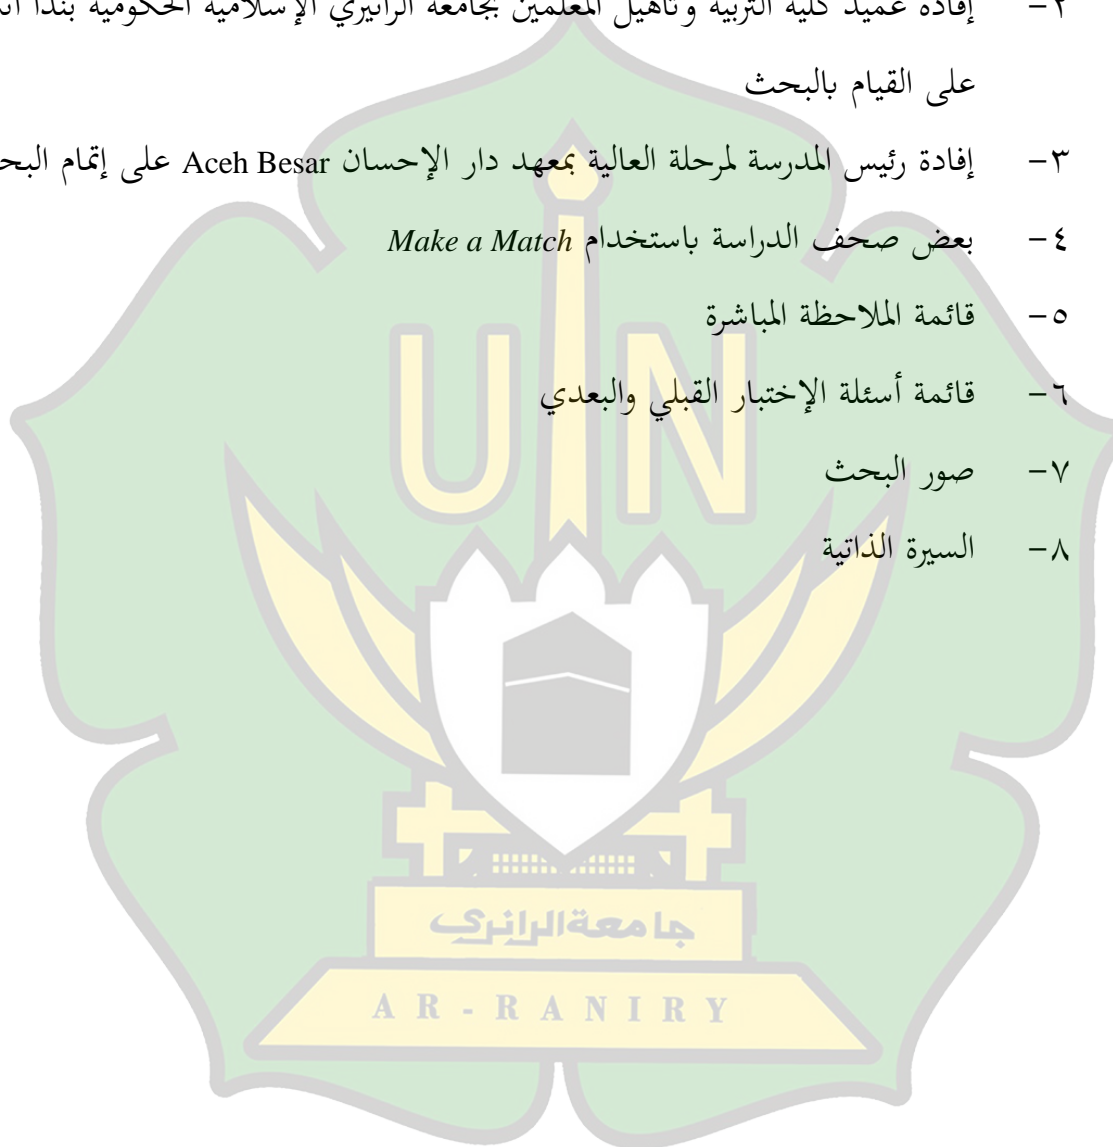 ٢- إفادة عميد كلية التربية وتأهيل المعلمين بجامعة الرانيري الإسلامية الحكومية بندا
على القيام بالبحث
٣- إفادة رئيس المدرسة لمرحلة العالية بمعهد دار الإحسان Aceh Besar على إتمام
٤- بعض صحف الدراسة باستخدام Make a Match
٥- قائمة الملاحظة المباشرة
٦- قائمة أسئلة الإختبار القبلي والبعدي
٧- صور البحث
٨- السيرة الذاتية
UIN
جامعة الرانري
AR-RANIRY